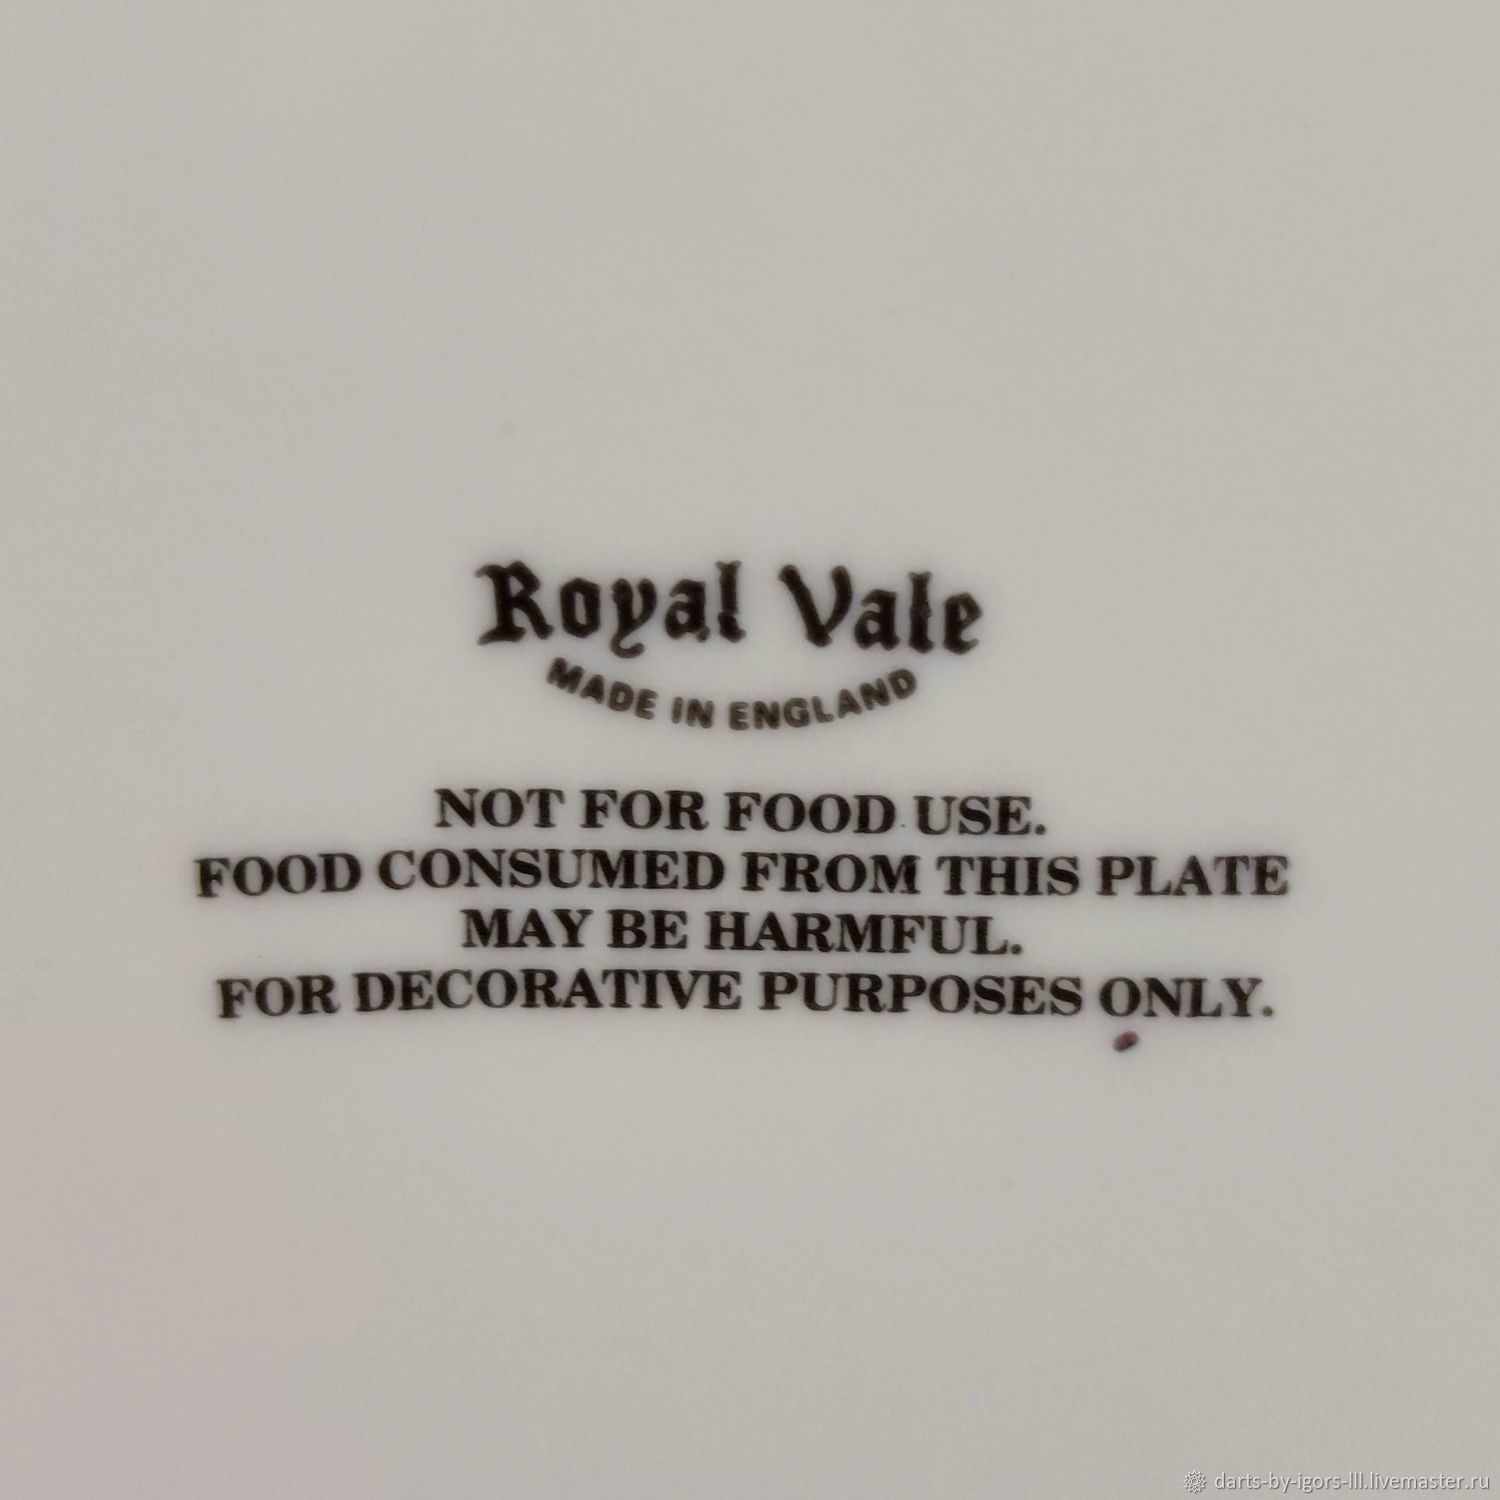 Royal Vale
MADE IN ENGLAND
NOT FOR FOOD USE.
FOOD CONSUMED FROM THIS PLATE
MAY BE HARMFUL.
FOR DECORATIVE PURPOSES ONLY.
darts-by-igors-lll.livemaster.ru